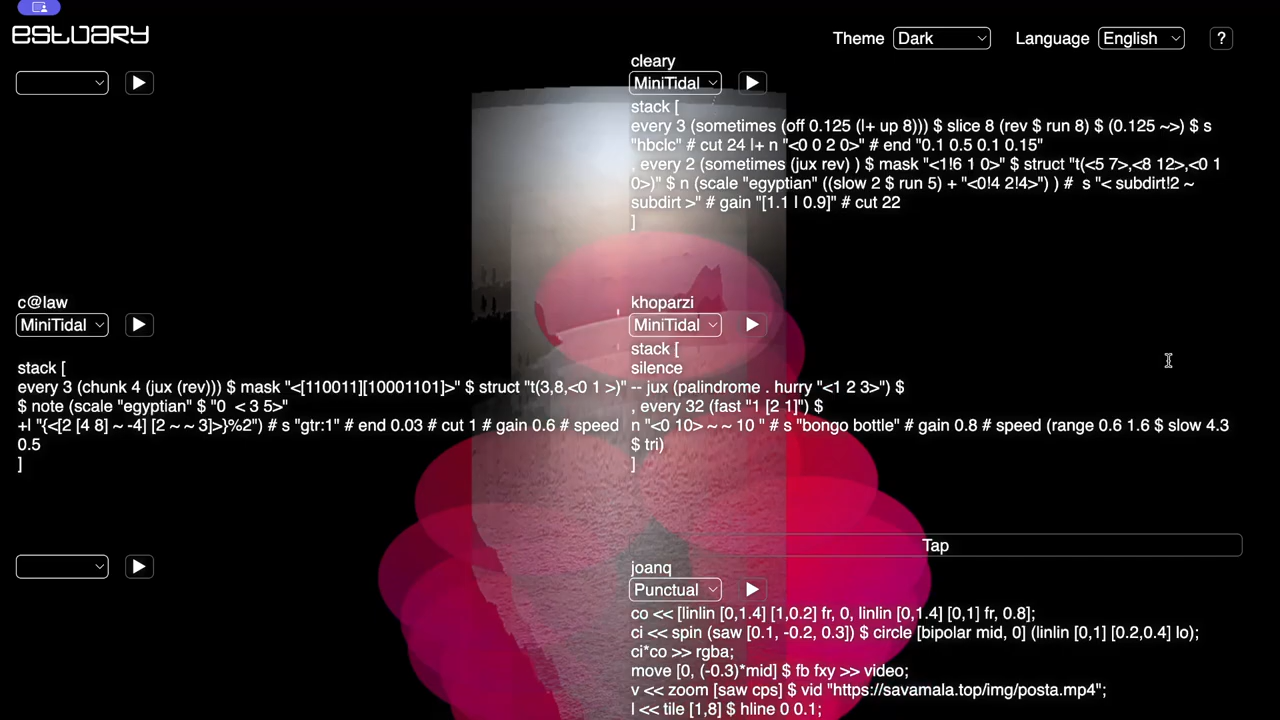 estuary
Theme Dark Language English ?
cleary
MiniTidal
stack [
every 3 (sometimes (off 0.125 (|+ up 8))) $ slice 8 (rev $ run 8) $ (0.125 ~>) $ s
"hbclc" # cut 24 |+ n "<0 0 2 0>" # end "0.1 0.5 0.1 0.15"
, every 2 (sometimes (jux rev) ) $ mask "<1!6 1 0>" $ struct "t(<5 7>,<8 12>,<0 1
0>)" $ n (scale "egyptian" ((slow 2 $ run 5) + "<0!4 2!4>") ) # s "< subdirt!2 ~
subdirt >" # gain "[1.1 | 0.9]" # cut 22
]
c@law
MiniTidal
stack [
every 3 (chunk 4 (jux (rev))) $ mask "<[110011][10001101]>" $ struct "t(3,8,<0 1 >)"
$ note (scale "egyptian" $ "0 < 3 5>"
+| "{<[2 [4 8] ~ -4] [2 ~ ~ 3]>}%2") # s "gtr:1" # end 0.03 # cut 1 # gain 0.6 # speed
0.5
]
khoparzi
MiniTidal
stack [
silence
-- jux (palindrome . hurry "<1 2 3>") $
, every 32 (fast "1 [2 1]") $
n "<0 10> ~ ~ 10 " # s "bongo bottle" # gain 0.8 # speed (range 0.6 1.6 $ slow 4.3
$ tri)
]
Tap
joanq
Punctual
co << [linlin [0,1.4] [1,0.2] fr, 0, linlin [0,1.4] [0,1] fr, 0.8];
ci << spin (saw [0.1, -0.2, 0.3]) $ circle [bipolar mid, 0] (linlin [0,1] [0.2,0.4] lo);
ci*co >> rgba;
move [0, (-0.3)*mid] $ fb fxy >> video;
v << zoom [saw cps] $ vid "https://savamala.top/img/posta.mp4";
l << tile [1,8] $ hline 0 0.1;